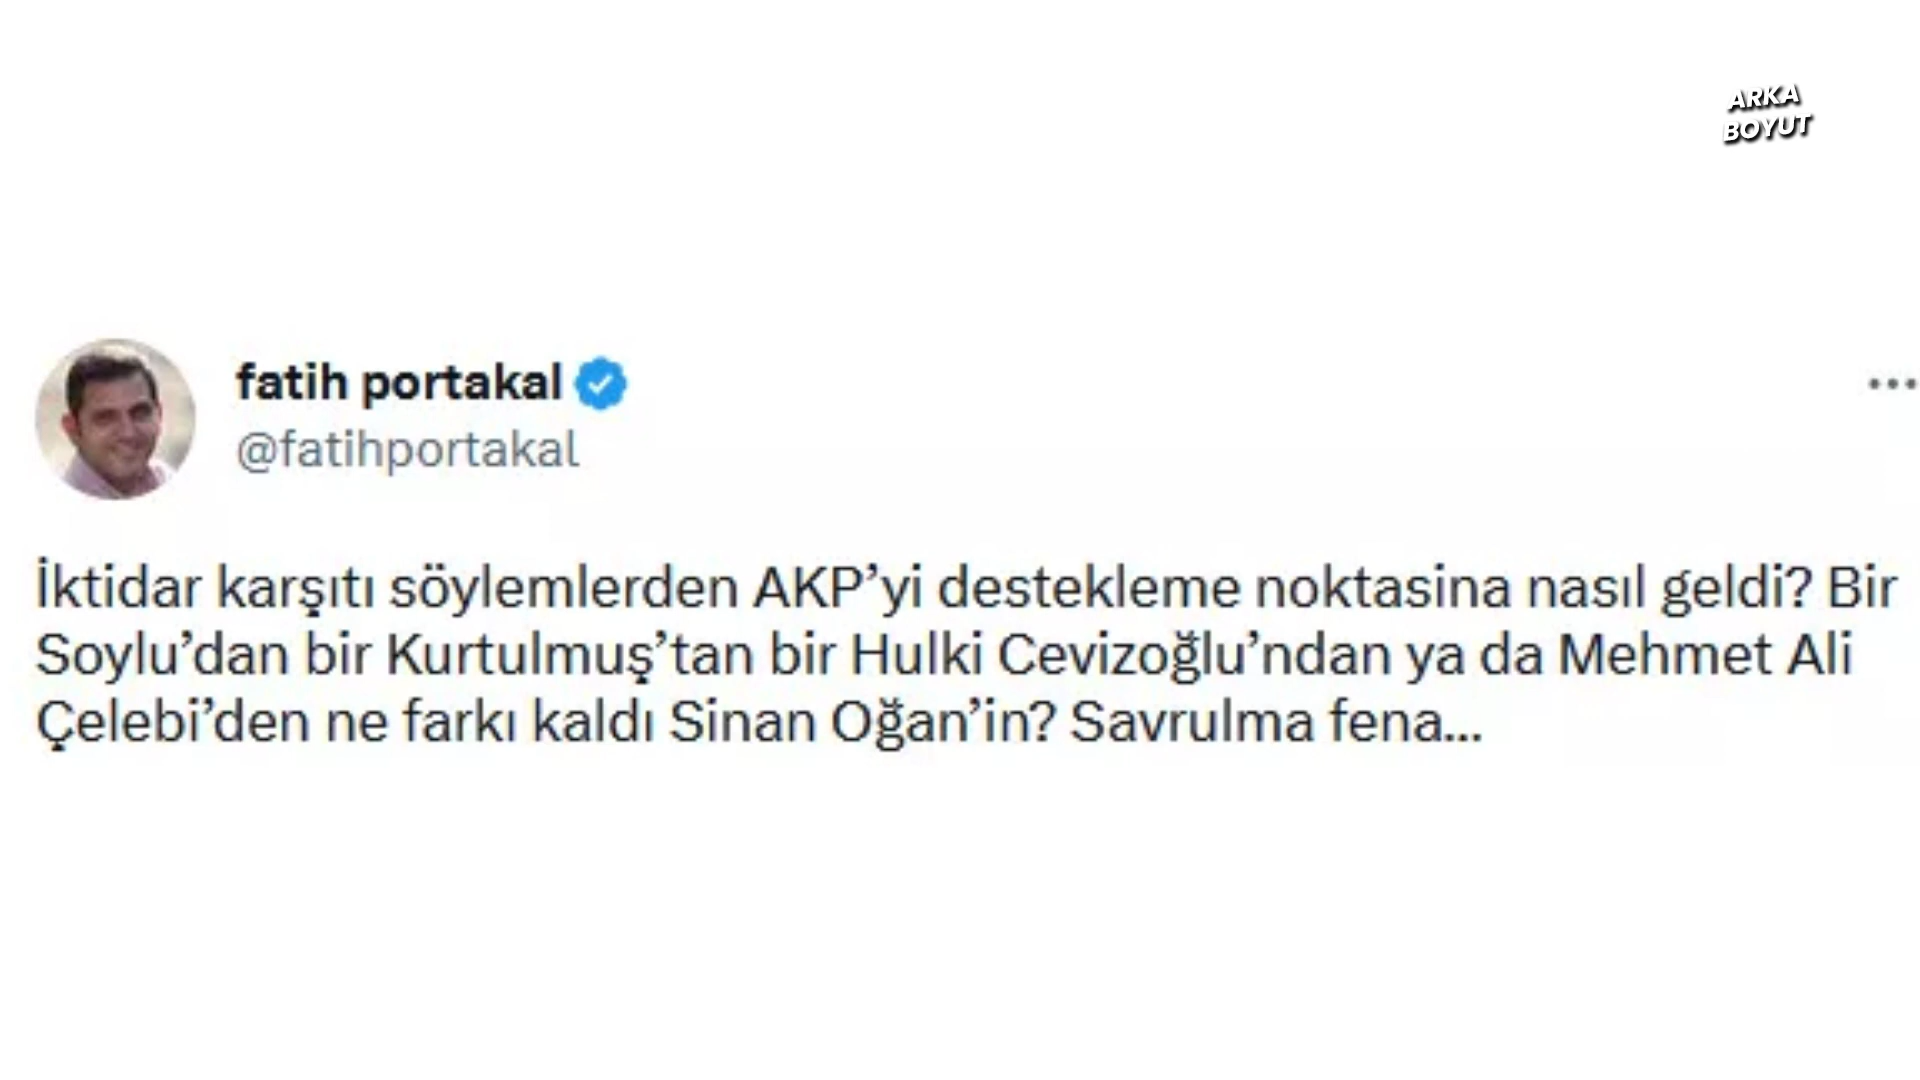 ARKA
BOYUT
fatih portakal
@fatihportakal
İktidar karşıtı söylemlerden AKP’yi destekleme noktasina nasıl geldi? Bir
Soylu’dan bir Kurtulmuş’tan bir Hulki Cevizoğlu’ndan ya da Mehmet Ali
Çelebi’den ne farkı kaldı Sinan Oğan’in? Savrulma fena...